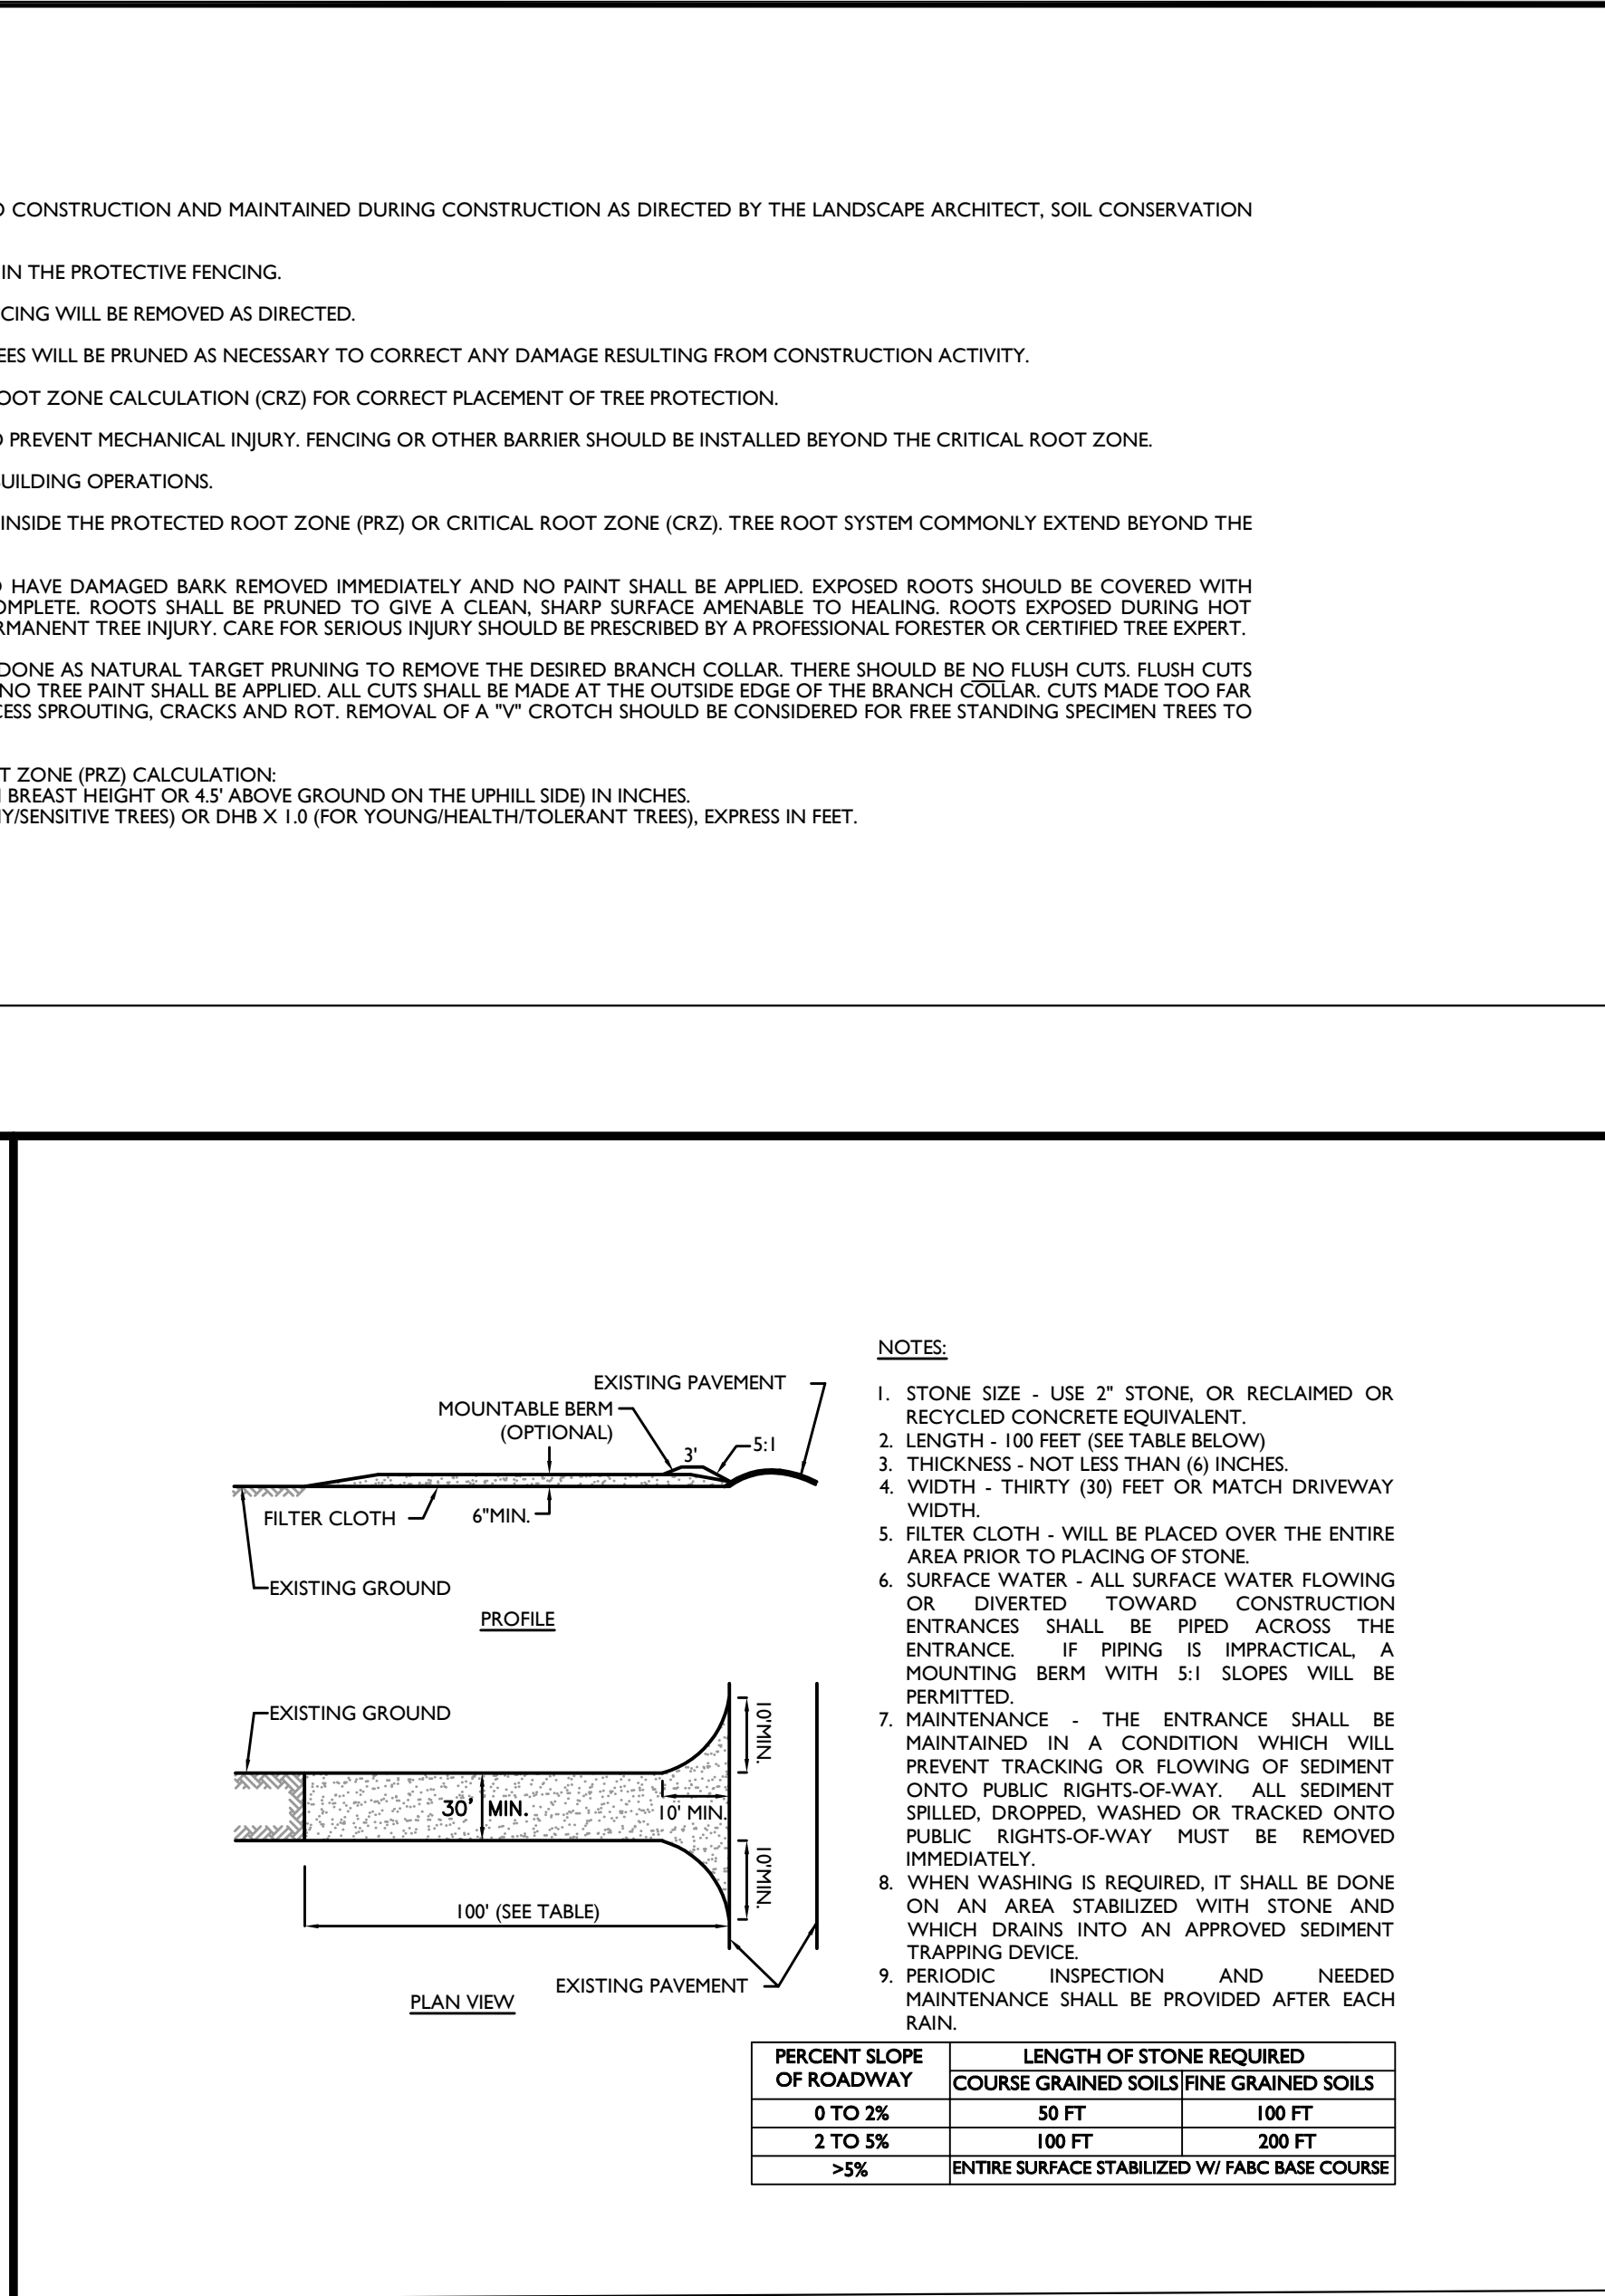 CONSTRUCTION AND MAINTAINED DURING CONSTRUCTION AS DIRECTED BY THE LANDSCAPE ARCHITECT, SOIL CONSERVATION
IN THE PROTECTIVE FENCING.
CING WILL BE REMOVED AS DIRECTED.
EES WILL BE PRUNED AS NECESSARY TO CORRECT ANY DAMAGE RESULTING FROM CONSTRUCTION ACTIVITY.
OOT ZONE CALCULATION (CRZ) FOR CORRECT PLACEMENT OF TREE PROTECTION.
PREVENT MECHANICAL INJURY. FENCING OR OTHER BARRIER SHOULD BE INSTALLED BEYOND THE CRITICAL ROOT ZONE.
UILDING OPERATIONS.
INSIDE THE PROTECTED ROOT ZONE (PRZ) OR CRITICAL ROOT ZONE (CRZ). TREE ROOT SYSTEM COMMONLY EXTEND BEYOND THE
HAVE DAMAGED BARK REMOVED IMMEDIATELY AND NO PAINT SHALL BE APPLIED. EXPOSED ROOTS SHOULD BE COVERED WITH
OMPLETE. ROOTS SHALL BE PRUNED TO GIVE A CLEAN, SHARP SURFACE AMENABLE TO HEALING. ROOTS EXPOSED DURING HOT
RMANENT TREE INJURY. CARE FOR SERIOUS INJURY SHOULD BE PRESCRIBED BY A PROFESSIONAL FORESTER OR CERTIFIED TREE EXPERT.
DONE AS NATURAL TARGET PRUNING TO REMOVE THE DESIRED BRANCH COLLAR. THERE SHOULD BE NO FLUSH CUTS. FLUSH CUTS
NO TREE PAINT SHALL BE APPLIED. ALL CUTS SHALL BE MADE AT THE OUTSIDE EDGE OF THE BRANCH COLLAR. CUTS MADE TOO FAR
CESS SPROUTING, CRACKS AND ROT. REMOVAL OF A "V" CROTCH SHOULD BE CONSIDERED FOR FREE STANDING SPECIMEN TREES TO
T ZONE (PRZ) CALCULATION:
BREAST HEIGHT OR 4.5' ABOVE GROUND ON THE UPHILL SIDE) IN INCHES.
Y/SENSITIVE TREES) OR DHB X 1.0 (FOR YOUNG/HEALTH/TOLERANT TREES), EXPRESS IN FEET.
EXISTING PAVEMENT
MOUNTABLE BERM
(OPTIONAL)
3'
5:1
FILTER CLOTH
6"MIN.
EXISTING GROUND
PROFILE
EXISTING GROUND
10'MIN.
30' MIN.
10' MIN.
10'MIN.
100' (SEE TABLE)
EXISTING PAVEMENT
PLAN VIEW
NOTES:
1. STONE SIZE - USE 2" STONE, OR RECLAIMED OR
RECYCLED CONCRETE EQUIVALENT.
2. LENGTH - 100 FEET (SEE TABLE BELOW)
3. THICKNESS - NOT LESS THAN (6) INCHES.
4. WIDTH - THIRTY (30) FEET OR MATCH DRIVEWAY
WIDTH.
5. FILTER CLOTH - WILL BE PLACED OVER THE ENTIRE
AREA PRIOR TO PLACING OF STONE.
6. SURFACE WATER - ALL SURFACE WATER FLOWING
OR DIVERTED TOWARD CONSTRUCTION
ENTRANCES SHALL BE PIPED ACROSS THE
ENTRANCE. IF PIPING IS IMPRACTICAL, A
MOUNTING BERM WITH 5:1 SLOPES WILL BE
PERMITTED.
7. MAINTENANCE - THE ENTRANCE SHALL BE
MAINTAINED IN A CONDITION WHICH WILL
PREVENT TRACKING OR FLOWING OF SEDIMENT
ONTO PUBLIC RIGHTS-OF-WAY. ALL SEDIMENT
SPILLED, DROPPED, WASHED OR TRACKED ONTO
PUBLIC RIGHTS-OF-WAY MUST BE REMOVED
IMMEDIATELY.
8. WHEN WASHING IS REQUIRED, IT SHALL BE DONE
ON AN AREA STABILIZED WITH STONE AND
WHICH DRAINS INTO AN APPROVED SEDIMENT
TRAPPING DEVICE.
9. PERIODIC INSPECTION AND NEEDED
MAINTENANCE SHALL BE PROVIDED AFTER EACH
RAIN.
PERCENT SLOPE OF ROADWAY LENGTH OF STONE REQUIRED
COURSE GRAINED SOILS FINE GRAINED SOILS
0 TO 2% 50 FT 100 FT
2 TO 5% 100 FT 200 FT
>5% ENTIRE SURFACE STABILIZED W/ FABC BASE COURSE